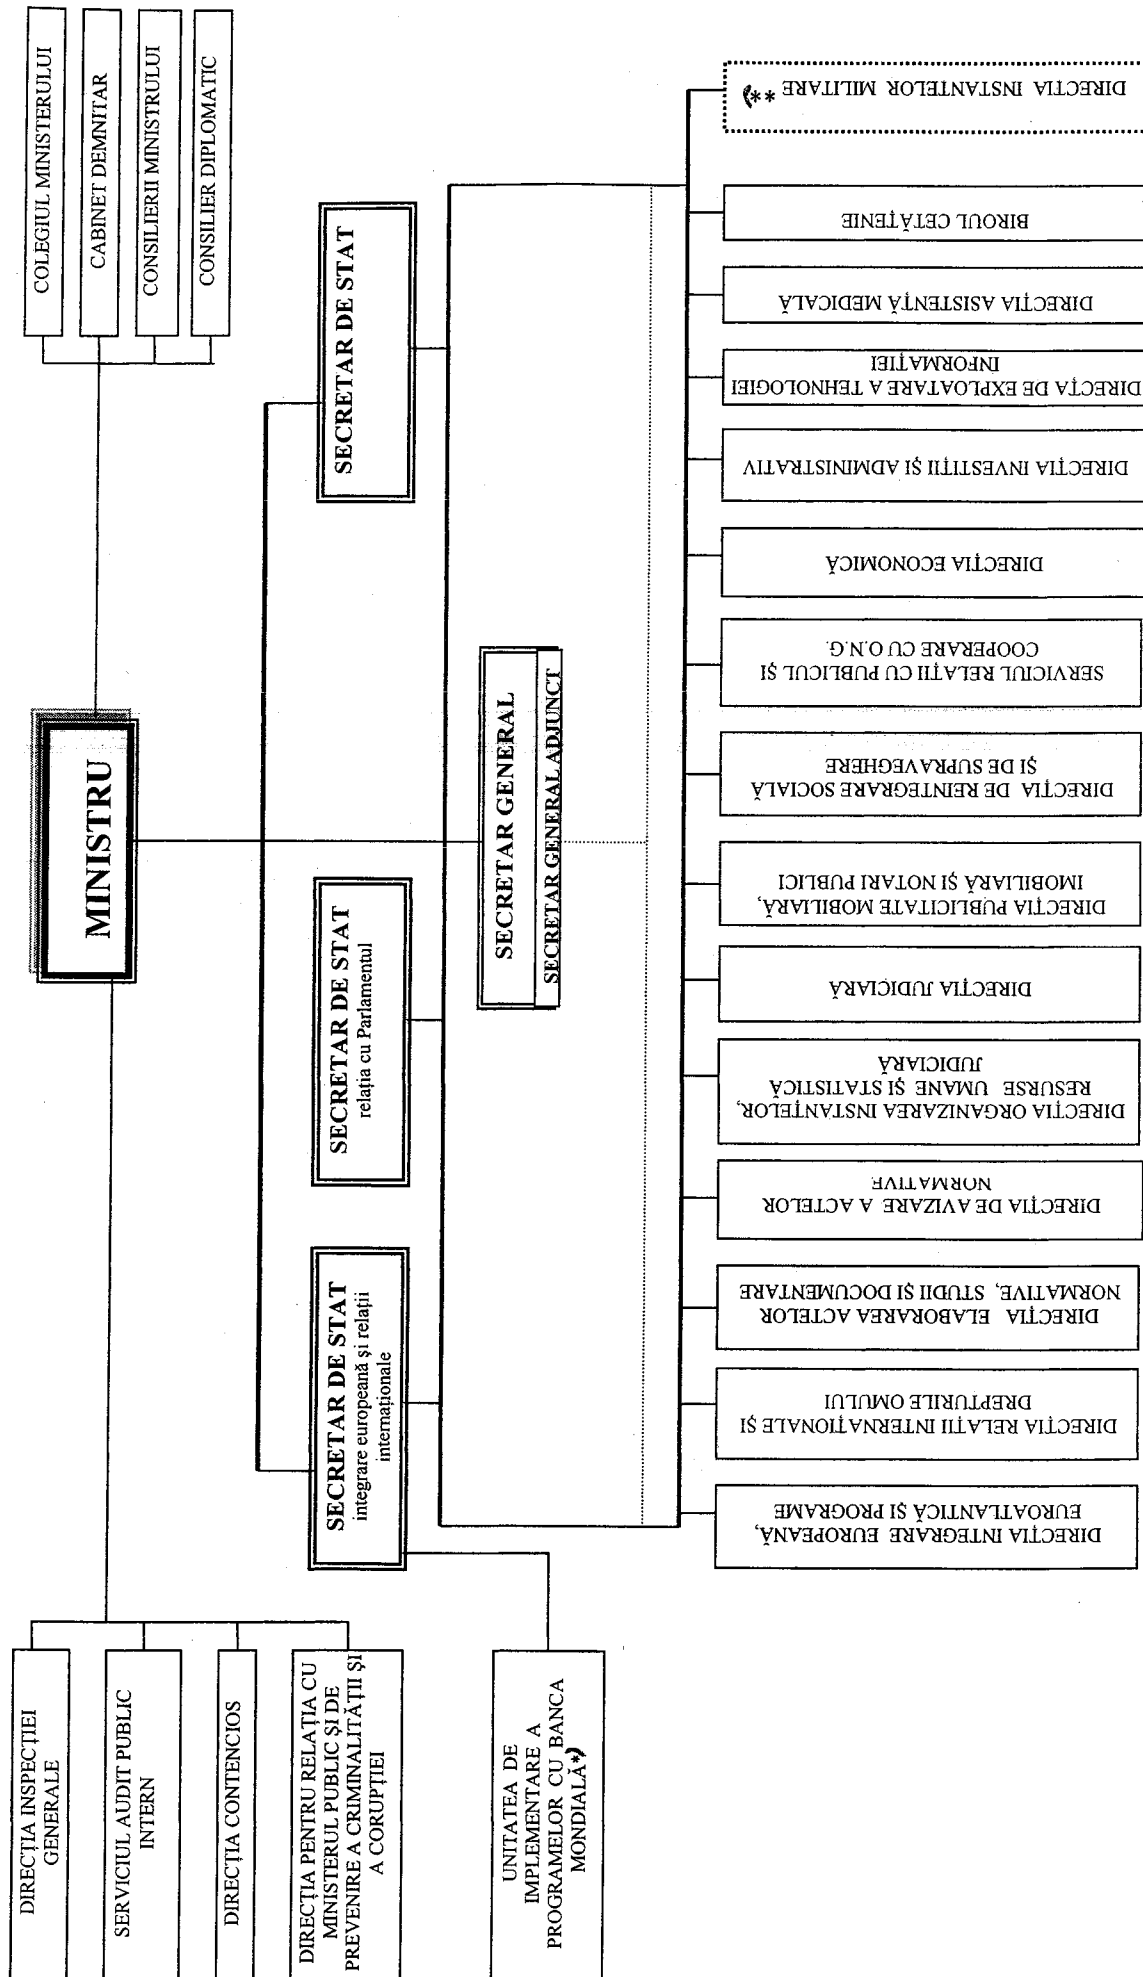 COLEGIUL MINISTERULUI
CABINET DEMNITAR
CONSILIERII MINISTRULUI
CONSILIER DIPLOMATIC
MINISTRU
DIRECȚIA INSPECȚIEI
GENERALE
SERVICIUL AUDIT PUBLIC
INTERN
DIRECȚIA CONTENCIOS
DIRECȚIA PENTRU RELAȚIA CU
MINISTERUL PUBLIC ȘI DE
PREVENIRE A CRIMINALITĂȚII ȘI
A CORUPȚIEI
SECRETAR DE STAT
integrare europeană și relații
internaționale
SECRETAR DE STAT
relația cu Parlamentul
SECRETAR DE STAT
SECRETAR GENERAL
SECRETAR GENERAL ADJUNCT
UNITATEA DE
IMPLEMENTARE A
PROGRAMELOR CU BANCA
MONDIALĂ*)
DIRECȚIA INTEGRARE EUROPEANĂ,
EUROATLANTICĂ ȘI PROGRAME
DIRECȚIA RELAȚII INTERNAȚIONALE ȘI
DREPTURILE OMULUI
DIRECȚIA ELABORAREA ACTELOR
NORMATIVE, STUDII ȘI DOCUMENTARE
DIRECȚIA DE AVIZARE A ACTELOR
NORMATIVE
DIRECȚIA ORGANIZAREA INSTANȚELOR,
RESURSE UMANE ȘI STATISTICĂ
JUDICIARĂ
DIRECȚIA JUDICIARĂ
DIRECȚIA PUBLICITATE MOBILIARĂ,
IMOBILIARĂ ȘI NOTARI PUBLICI
DIRECȚIA DE REINTEGRARE SOCIALĂ
ȘI DE SUPRAVEGHERE
SERVICIUL RELAȚII CU PUBLICUL ȘI
COOPERARE CU O.N.G.
DIRECȚIA ECONOMICĂ
DIRECȚIA INVESTIȚII ȘI ADMINISTRATIV
DIRECȚIA DE EXPLOATARE A TEHNOLOGIEI
INFORMAȚIEI
DIRECȚIA ASISTENȚĂ MEDICALĂ
BIROUL CETĂȚENIE
DIRECȚIA INSTANȚELOR MILITARE **)